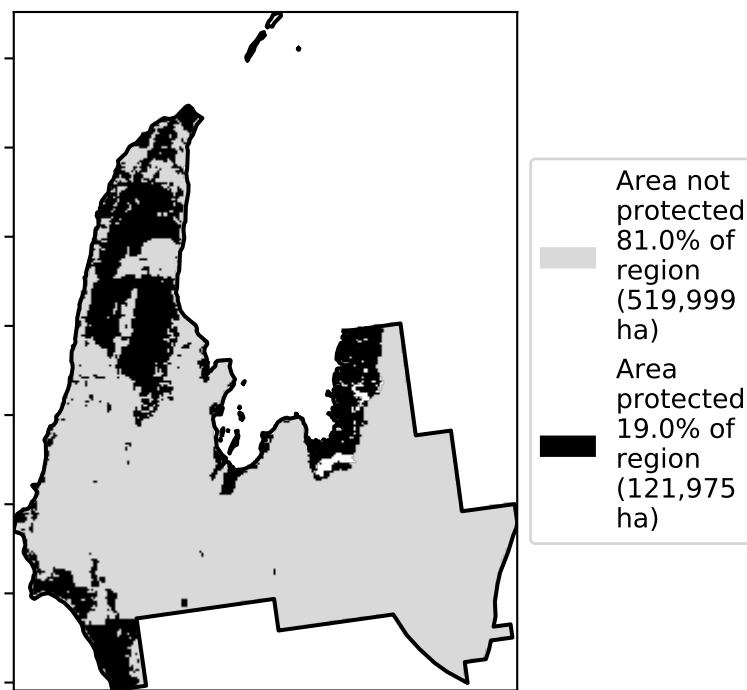 Area not
protected
81.0% of
region
(519,999
ha)
Area
protected
19.0% of
region
(121,975
ha)